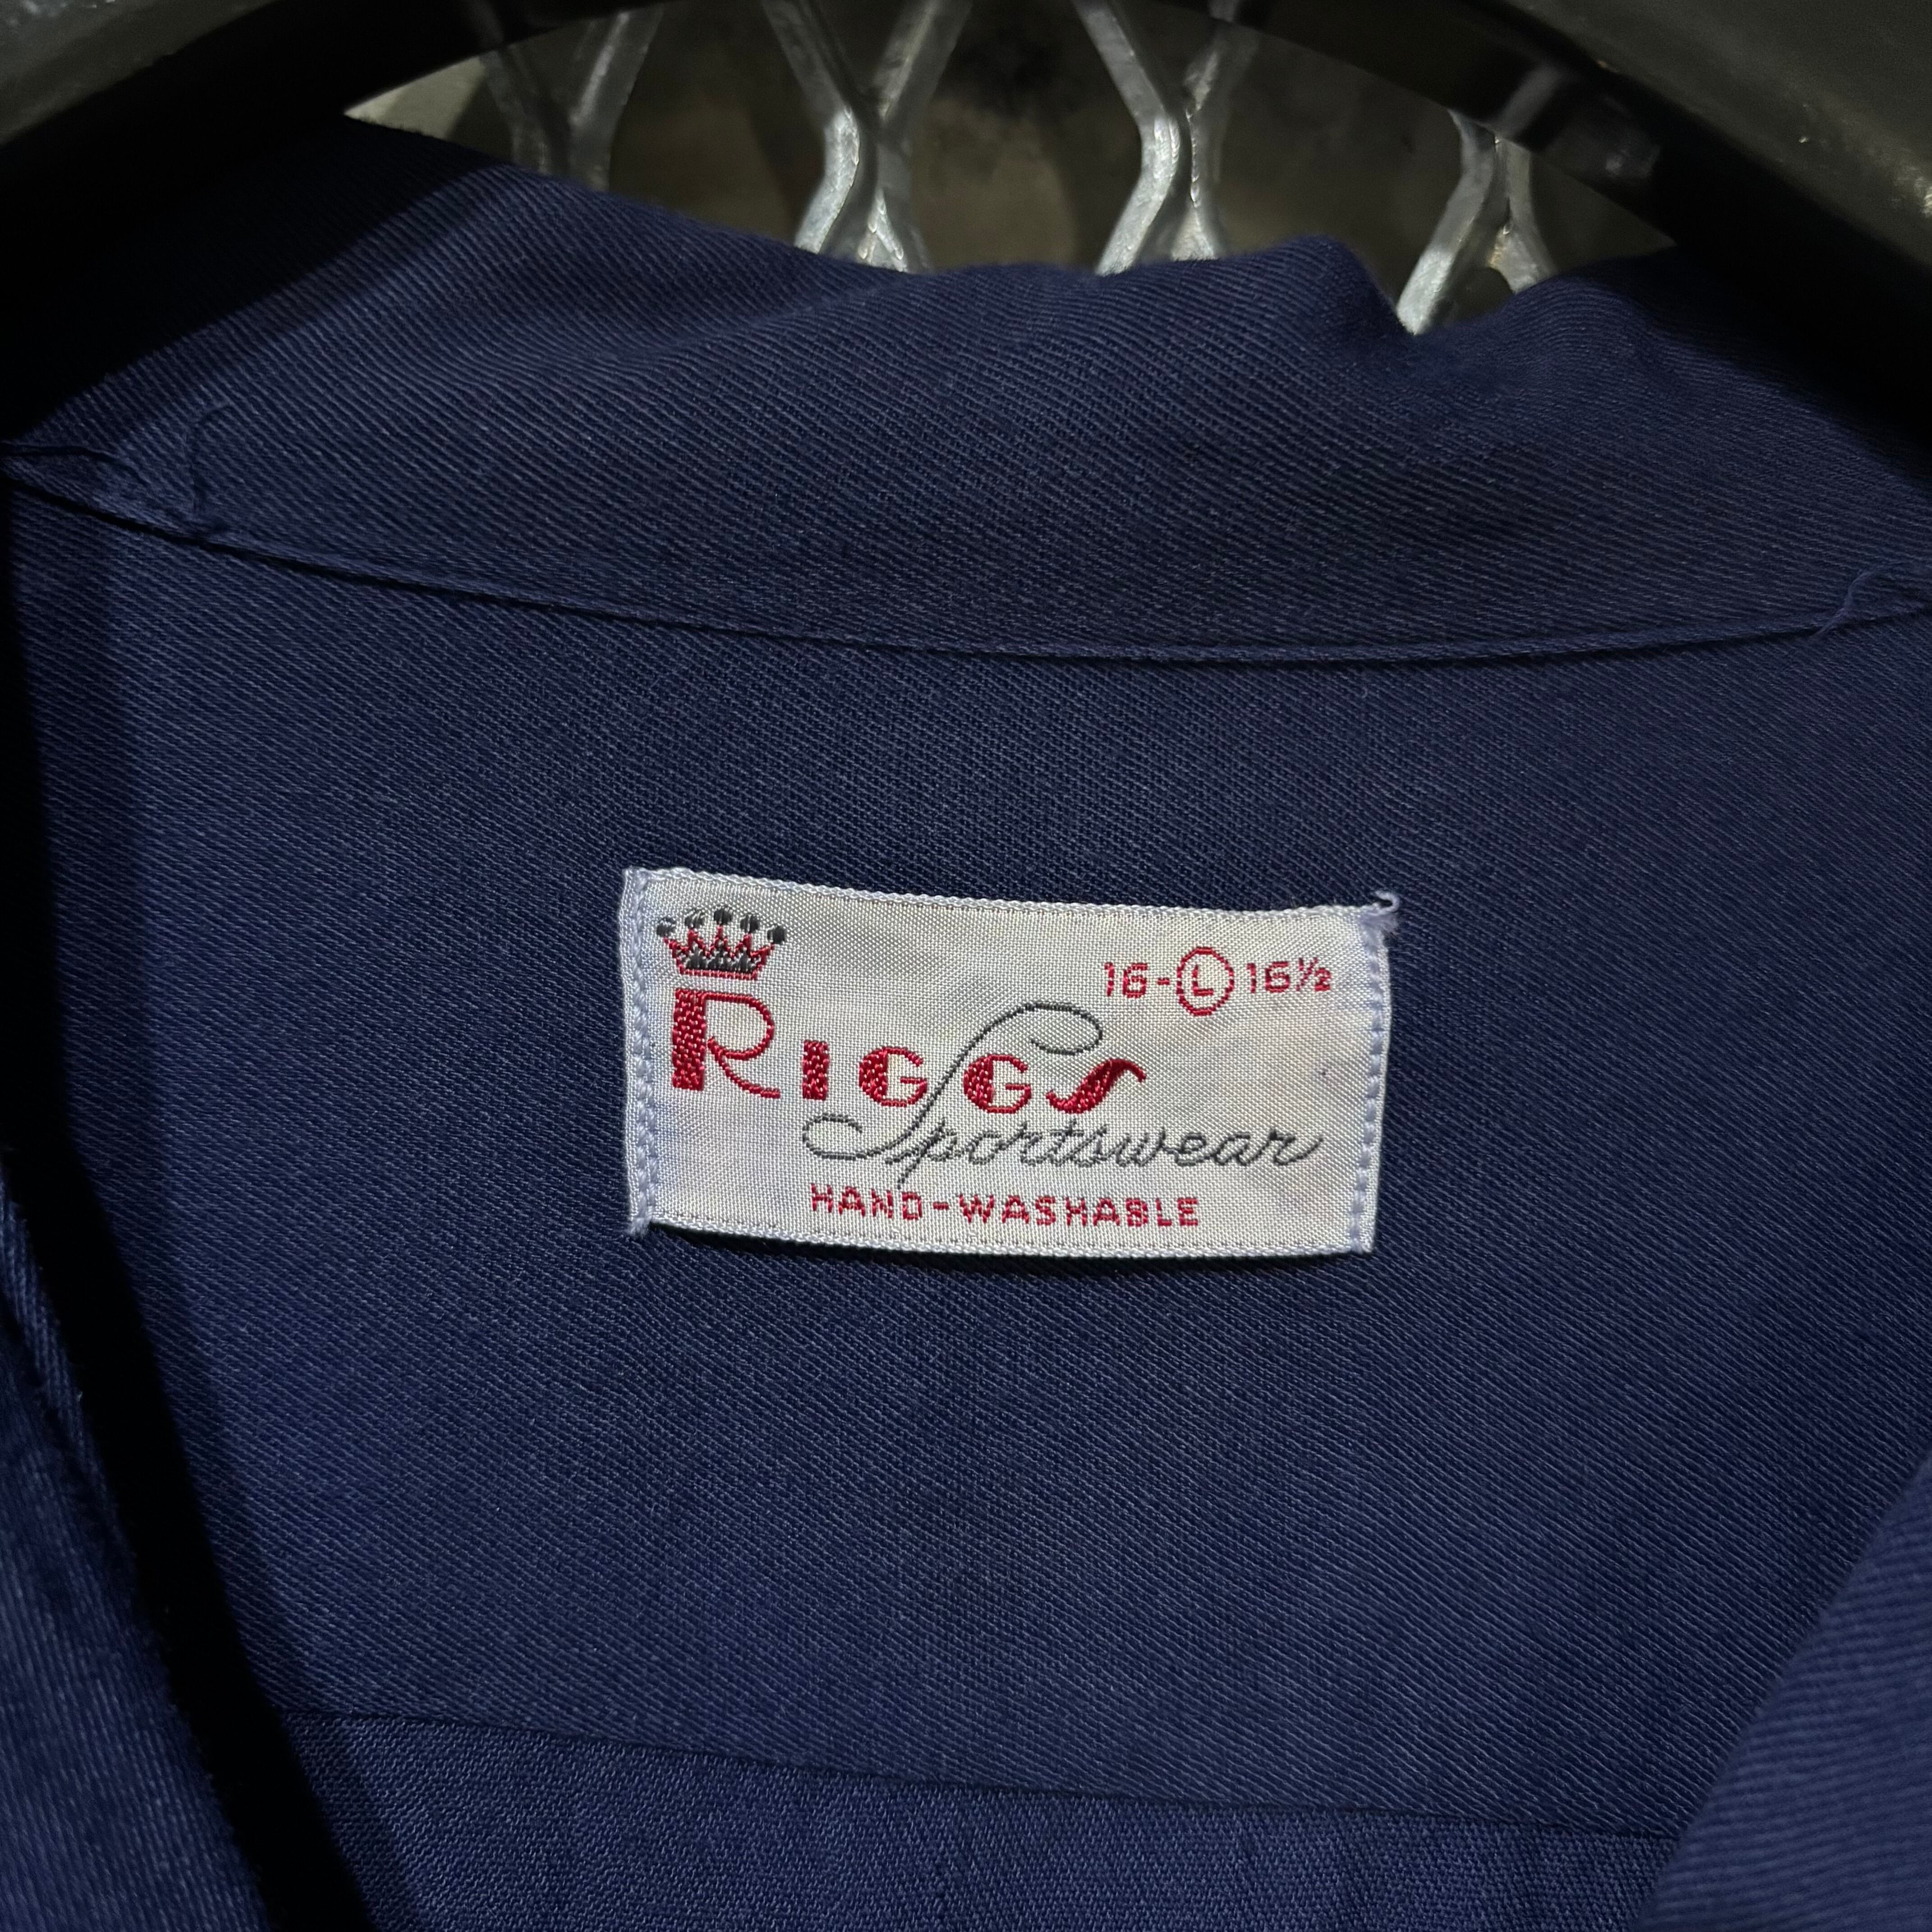 16-Ⓛ 16½
RIGGS
Sportswear
HAND-WASHABLE